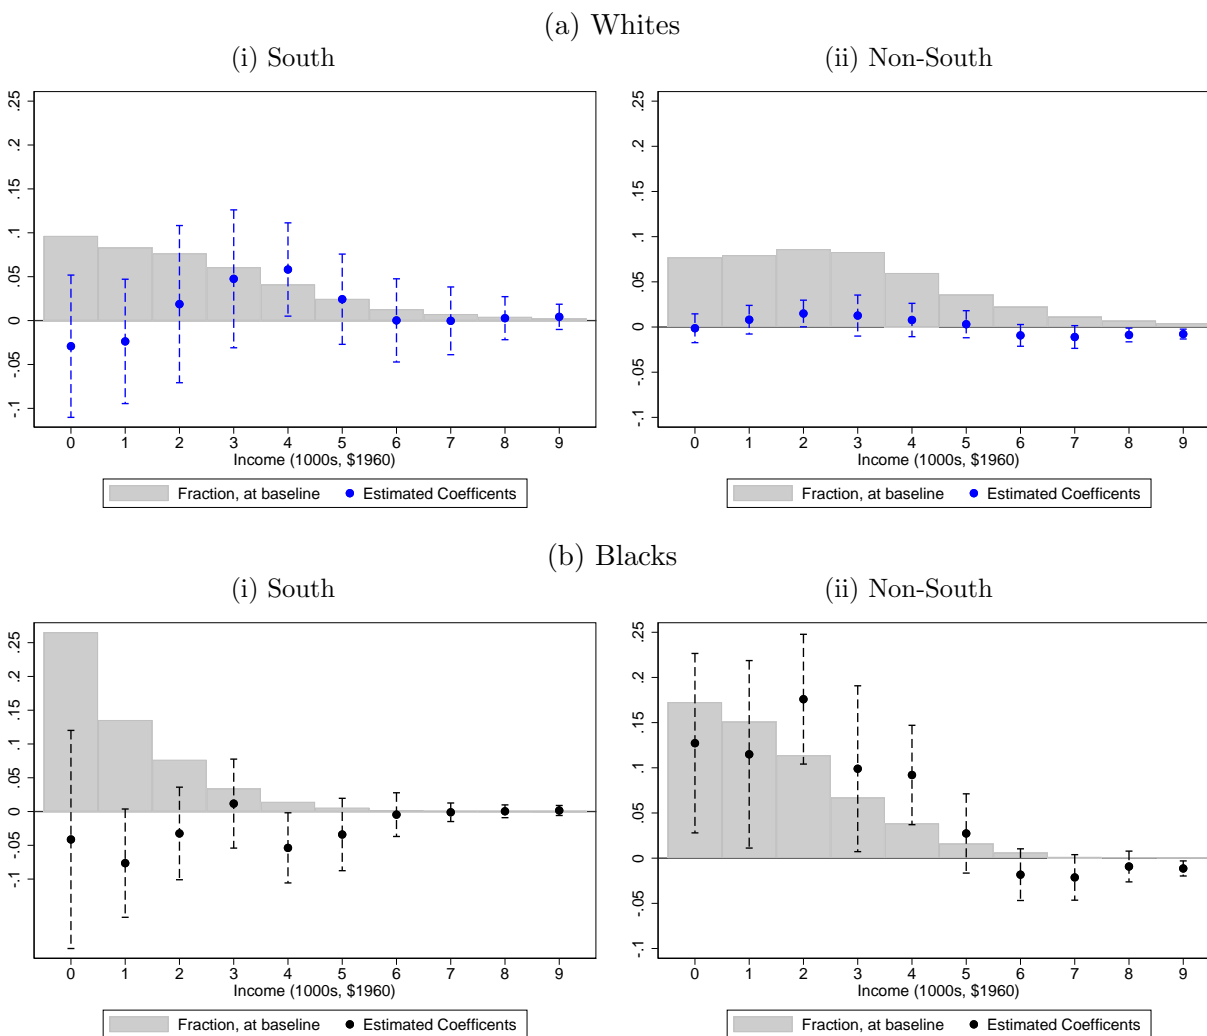 (a) Whites
(i) South
(ii) Non-South
.25
.2
.15
.1
.05
0
-.05
-.1
0 1 2 3 4 5 6 7 8 9
Income (1000s, $1960)
Fraction, at baseline
Estimated Coefficents
.25
.2
.15
.1
.05
0
-.05
-.1
0 1 2 3 4 5 6 7 8 9
Income (1000s, $1960)
Fraction, at baseline
Estimated Coefficents
(b) Blacks
(i) South
(ii) Non-South
.25
.2
.15
.1
.05
0
-.05
-.1
0 1 2 3 4 5 6 7 8 9
Income (1000s, $1960)
Fraction, at baseline
Estimated Coefficents
.25
.2
.15
.1
.05
0
-.05
-.1
0 1 2 3 4 5 6 7 8 9
Income (1000s, $1960)
Fraction, at baseline
Estimated Coefficents